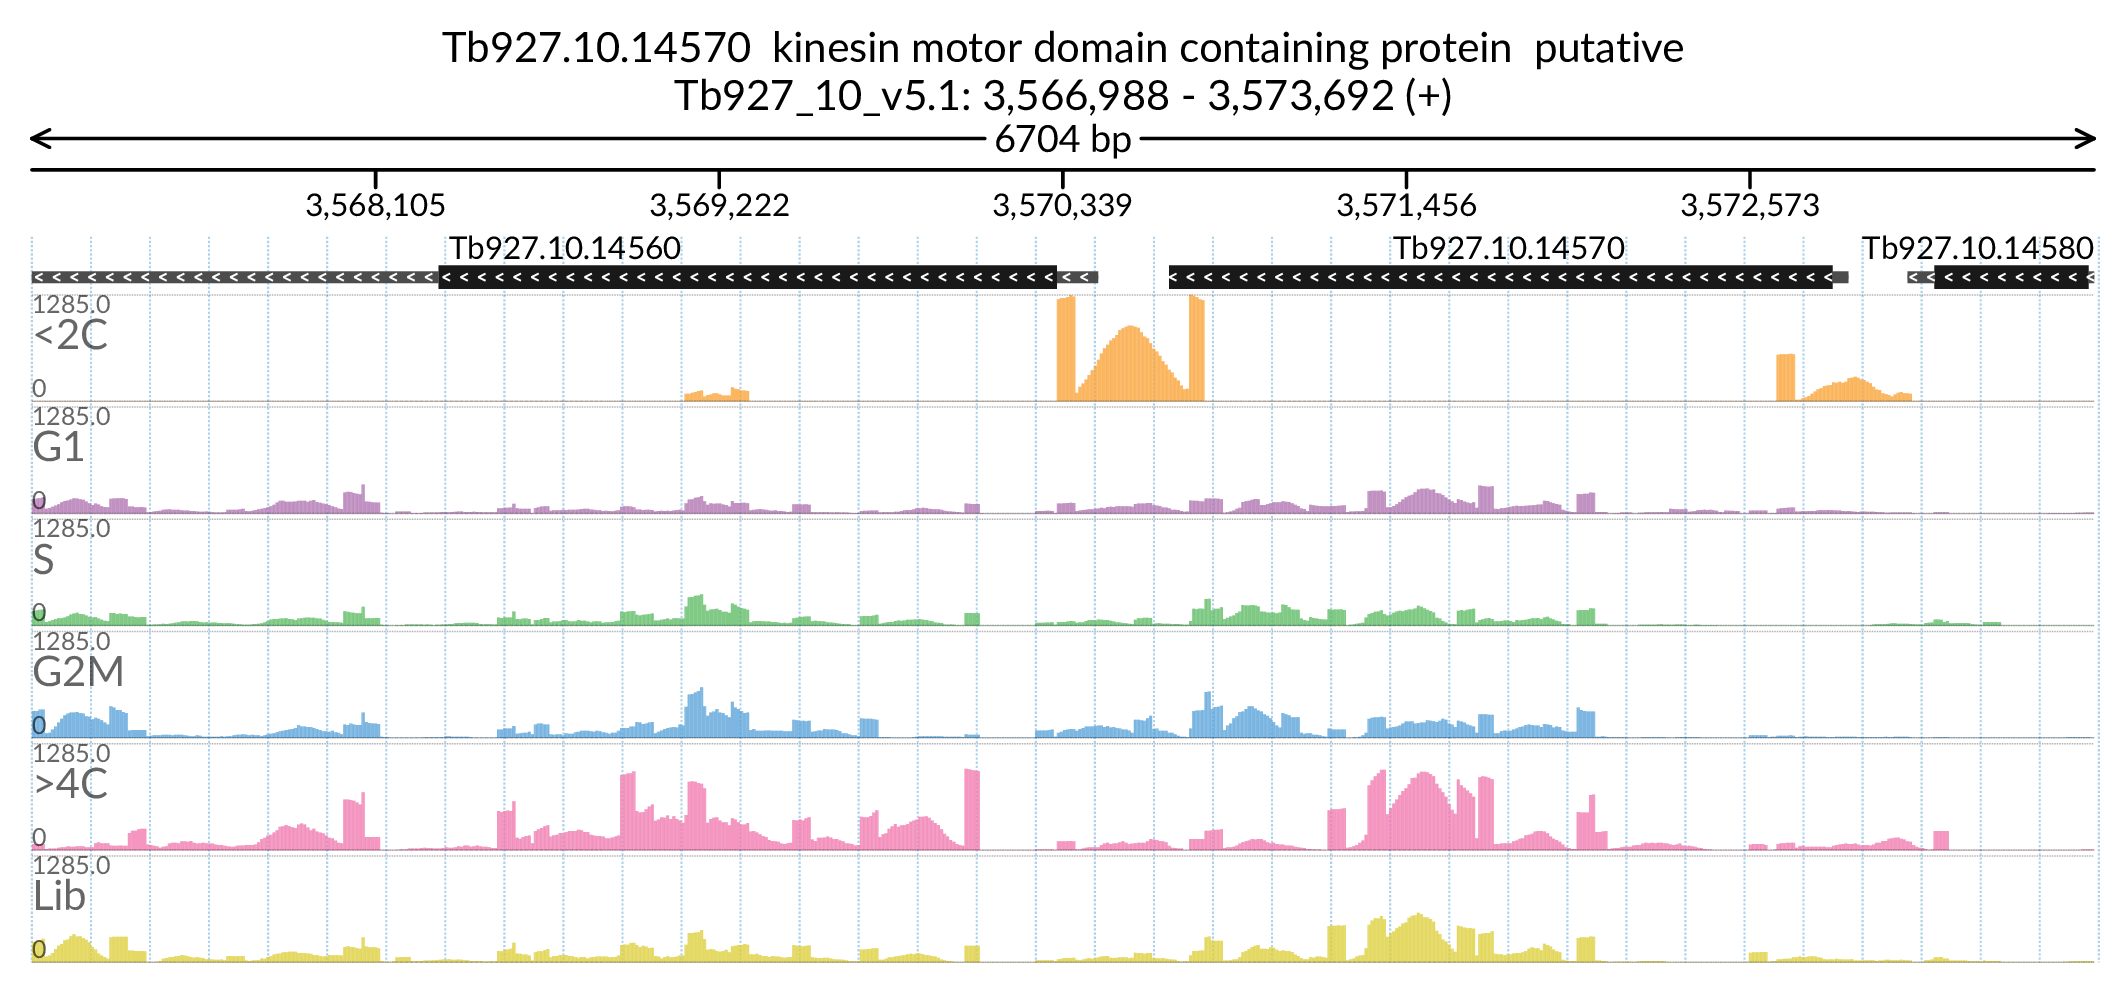 Tb927.10.14570 kinesin motor domain containing protein putative
Tb927_10_v5.1: 3,566,988 - 3,573,692 (+)
6704 bp
3,568,105 3,569,222 3,570,339 3,571,456 3,572,573
Tb927.10.14560 Tb927.10.14570 Tb927.10.14580
1285.0
<2C
0
1285.0
G1
0
1285.0
S
0
1285.0
G2M
0
1285.0
>4C
0
1285.0
Lib
0